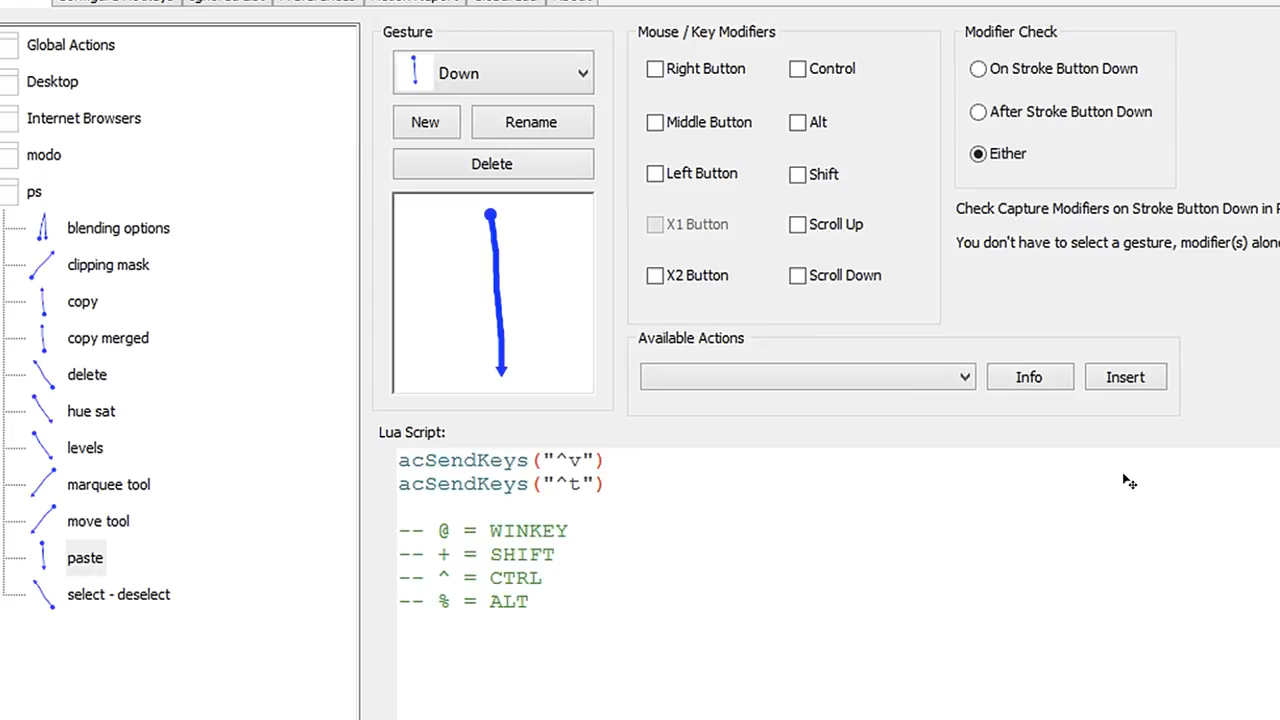 Global Actions
Desktop
Internet Browsers
modo
ps
blending options
clipping mask
copy
copy merged
delete
hue sat
levels
marquee tool
move tool
paste
select - deselect
Gesture
Down
New
Rename
Delete
Mouse / Key Modifiers
Right Button
Control
Middle Button
Alt
Left Button
Shift
X1 Button
Scroll Up
X2 Button
Scroll Down
Modifier Check
On Stroke Button Down
After Stroke Button Down
Either
Check Capture Modifiers on Stroke Button Down in
You don't have to select a gesture, modifier(s)
Available Actions
Info
Insert
Lua Script:
acSendKeys("^v")
acSendKeys("^t")
-- @ = WINKEY
-- + = SHIFT
-- ^ = CTRL
-- % = ALT